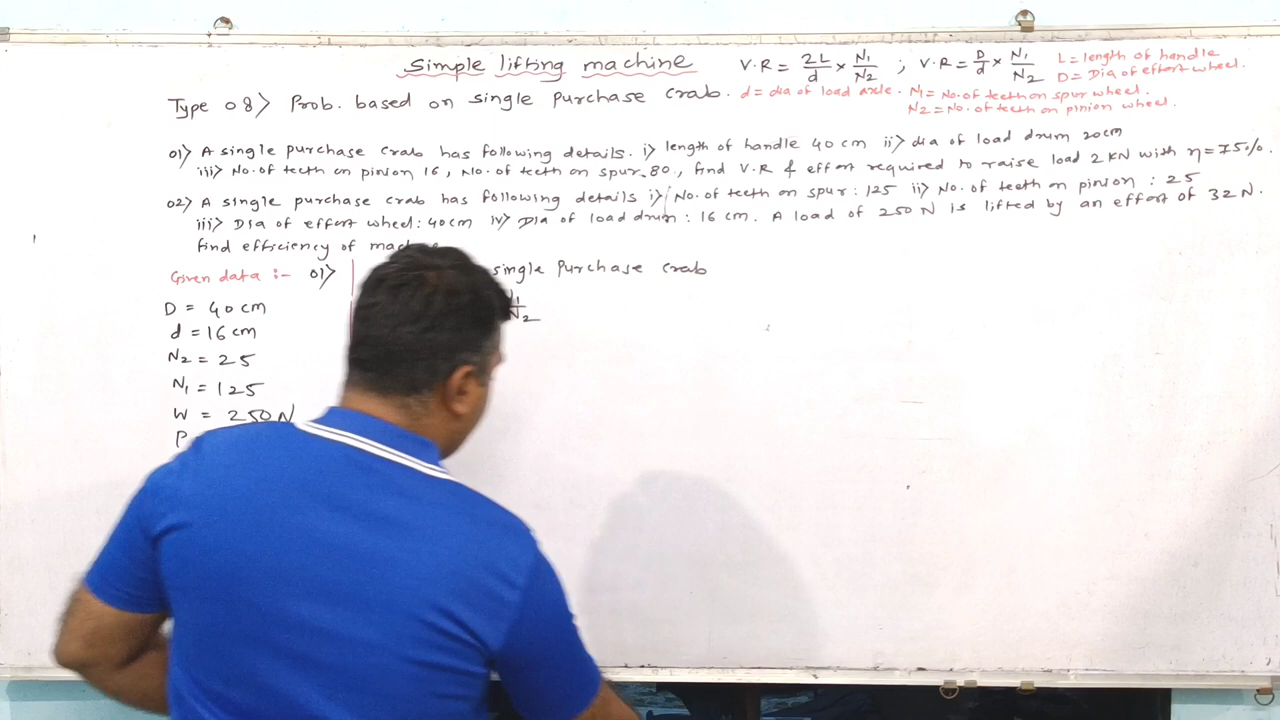 Simple lifting machine V.R = 2L/d × N1/N2 ; V.R = D/d × N1/N2 L = length of handle
D = Dia of effort wheel.
Type 08> Prob. based on single purchase crab. d = dia of load axle. N1 = No. of teeth on spur wheel.
N2 = No. of teeth on pinion wheel.
01> A single purchase crab has following details. i> length of handle 40 cm ii> dia of load drum 20cm
iii> No. of teeth on pinion 16, No. of teeth on spur-80, find V.R & effort required to raise load 2 KN with η = 75%.
02> A single purchase crab has following details i> No. of teeth on spur : 125 ii> No. of teeth on pinion : 25
iii> Dia of effort wheel : 40cm iv> Dia of load drum : 16 cm. A load of 250 N is lifted by an effort of 32 N.
find efficiency of
Given data :- 01> single Purchase crab
D = 40 cm
d = 16 cm
N2 = 25
N1 = 125
W = 250 N
P